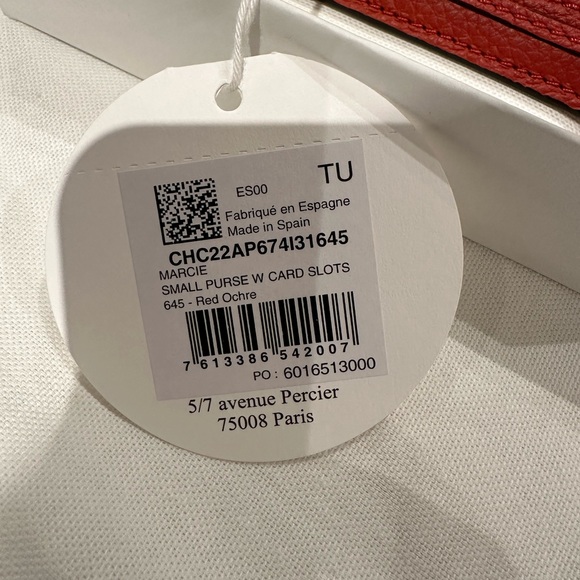 TU
ES00
Fabriqué en Espagne
Made in Spain
CHC22AP674I31645
MARCIE
SMALL PURSE W CARD SLOTS
645 - Red Ochre
7 613386 542007
PO : 6016513000
5/7 avenue Percier
75008 Paris